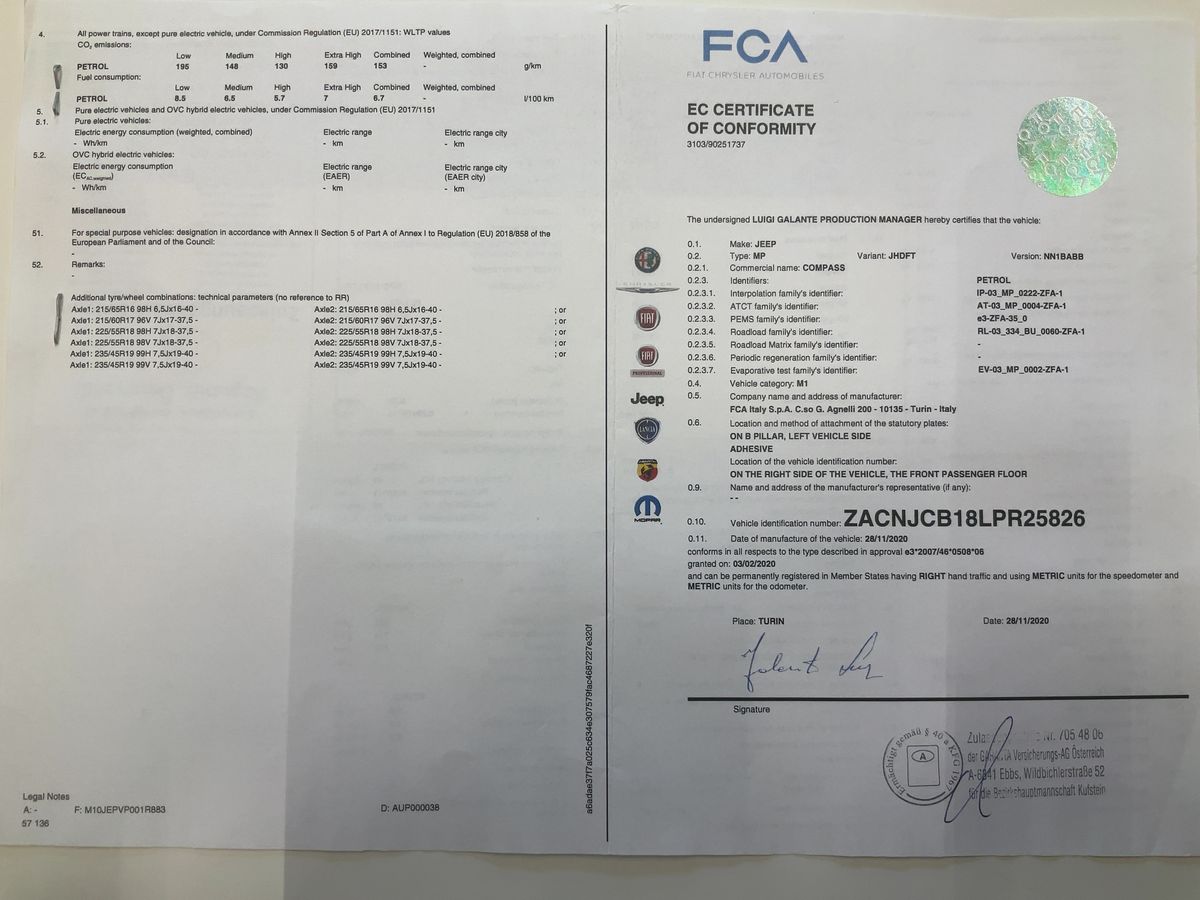 4. All power trains, except pure electric vehicle, under Commission Regulation (EU) 2017/1151: WLTP values
CO2 emissions:
Low Medium High Extra High Combined Weighted, combined
PETROL 195 148 130 159 153 - g/km
Fuel consumption:
Low Medium High Extra High Combined Weighted, combined
PETROL 8.5 6.5 5.7 7 6.7 - l/100 km
5. Pure electric vehicles and OVC hybrid electric vehicles, under Commission Regulation (EU) 2017/1151
5.1. Pure electric vehicles:
Electric energy consumption (weighted, combined) Electric range Electric range city
- Wh/km - km - km
5.2. OVC hybrid electric vehicles:
Electric energy consumption Electric range Electric range city
(ECAC,weighted) (EAER) (EAER city)
- Wh/km - km - km
Miscellaneous
51. For special purpose vehicles: designation in accordance with Annex II Section 5 of Part A of Annex I to Regulation (EU) 2018/858 of the
European Parliament and of the Council:
-
52. Remarks:
-
Additional tyre/wheel combinations: technical parameters (no reference to RR)
Axle1: 215/65R16 98H 6,5Jx16-40 - Axle2: 215/65R16 98H 6,5Jx16-40 - ; or
Axle1: 215/60R17 96V 7Jx17-37,5 - Axle2: 215/60R17 96V 7Jx17-37,5 - ; or
Axle1: 225/55R18 98H 7Jx18-37,5 - Axle2: 225/55R18 98H 7Jx18-37,5 - ; or
Axle1: 225/55R18 98V 7Jx18-37,5 - Axle2: 225/55R18 98V 7Jx18-37,5 - ; or
Axle1: 235/45R19 99H 7,5Jx19-40 - Axle2: 235/45R19 99H 7,5Jx19-40 - ; or
Axle1: 235/45R19 99V 7,5Jx19-40 - Axle2: 235/45R19 99V 7,5Jx19-40 -
Legal Notes
A: - F: M10JEPVP001R883 D: AUP000038
57 136
FCA
FIAT CHRYSLER AUTOMOBILES
EC CERTIFICATE
OF CONFORMITY
3103/90251737
The undersigned LUIGI GALANTE PRODUCTION MANAGER hereby certifies that the vehicle:
0.1. Make: JEEP
0.2. Type: MP Variant: JHDFT Version: NN1BABB
0.2.1. Commercial name: COMPASS
0.2.3. Identifiers: PETROL
0.2.3.1. Interpolation family's identifier: IP-03_MP_0222-ZFA-1
0.2.3.2. ATCT family's identifier: AT-03_MP_0004-ZFA-1
0.2.3.3. PEMS family's identifier: e3-ZFA-35_0
0.2.3.4. Roadload family's identifier: RL-03_334_BU_0060-ZFA-1
0.2.3.5. Roadload Matrix family's identifier: -
0.2.3.6. Periodic regeneration family's identifier: -
0.2.3.7. Evaporative test family's identifier: EV-03_MP_0002-ZFA-1
0.4. Vehicle category: M1
0.5. Company name and address of manufacturer:
FCA Italy S.p.A. C.so G. Agnelli 200 - 10135 - Turin - Italy
0.6. Location and method of attachment of the statutory plates:
ON B PILLAR, LEFT VEHICLE SIDE
ADHESIVE
Location of the vehicle identification number:
ON THE RIGHT SIDE OF THE VEHICLE, THE FRONT PASSENGER FLOOR
0.9. Name and address of the manufacturer's representative (if any):
- -
0.10. Vehicle identification number: ZACNJCB18LPR25826
0.11. Date of manufacture of the vehicle: 28/11/2020
conforms in all respects to the type described in approval e3*2007/46*0508*06
granted on: 03/02/2020
and can be permanently registered in Member States having RIGHT hand traffic and using METRIC units for the speedometer and
METRIC units for the odometer.
Place: TURIN Date: 28/11/2020
Signature
CHRYSLER
FIAT
FIAT
PROFESSIONAL
Jeep
LANCIA
MOPAR
Ermächtigt gemäß § 40 a KFG 1967
A
Nr. 705 48 06
der Versicherungs-AG Österreich
Ebbs, Wildbichlerstraße 52
für die Bezirkshauptmannschaft Kufstein